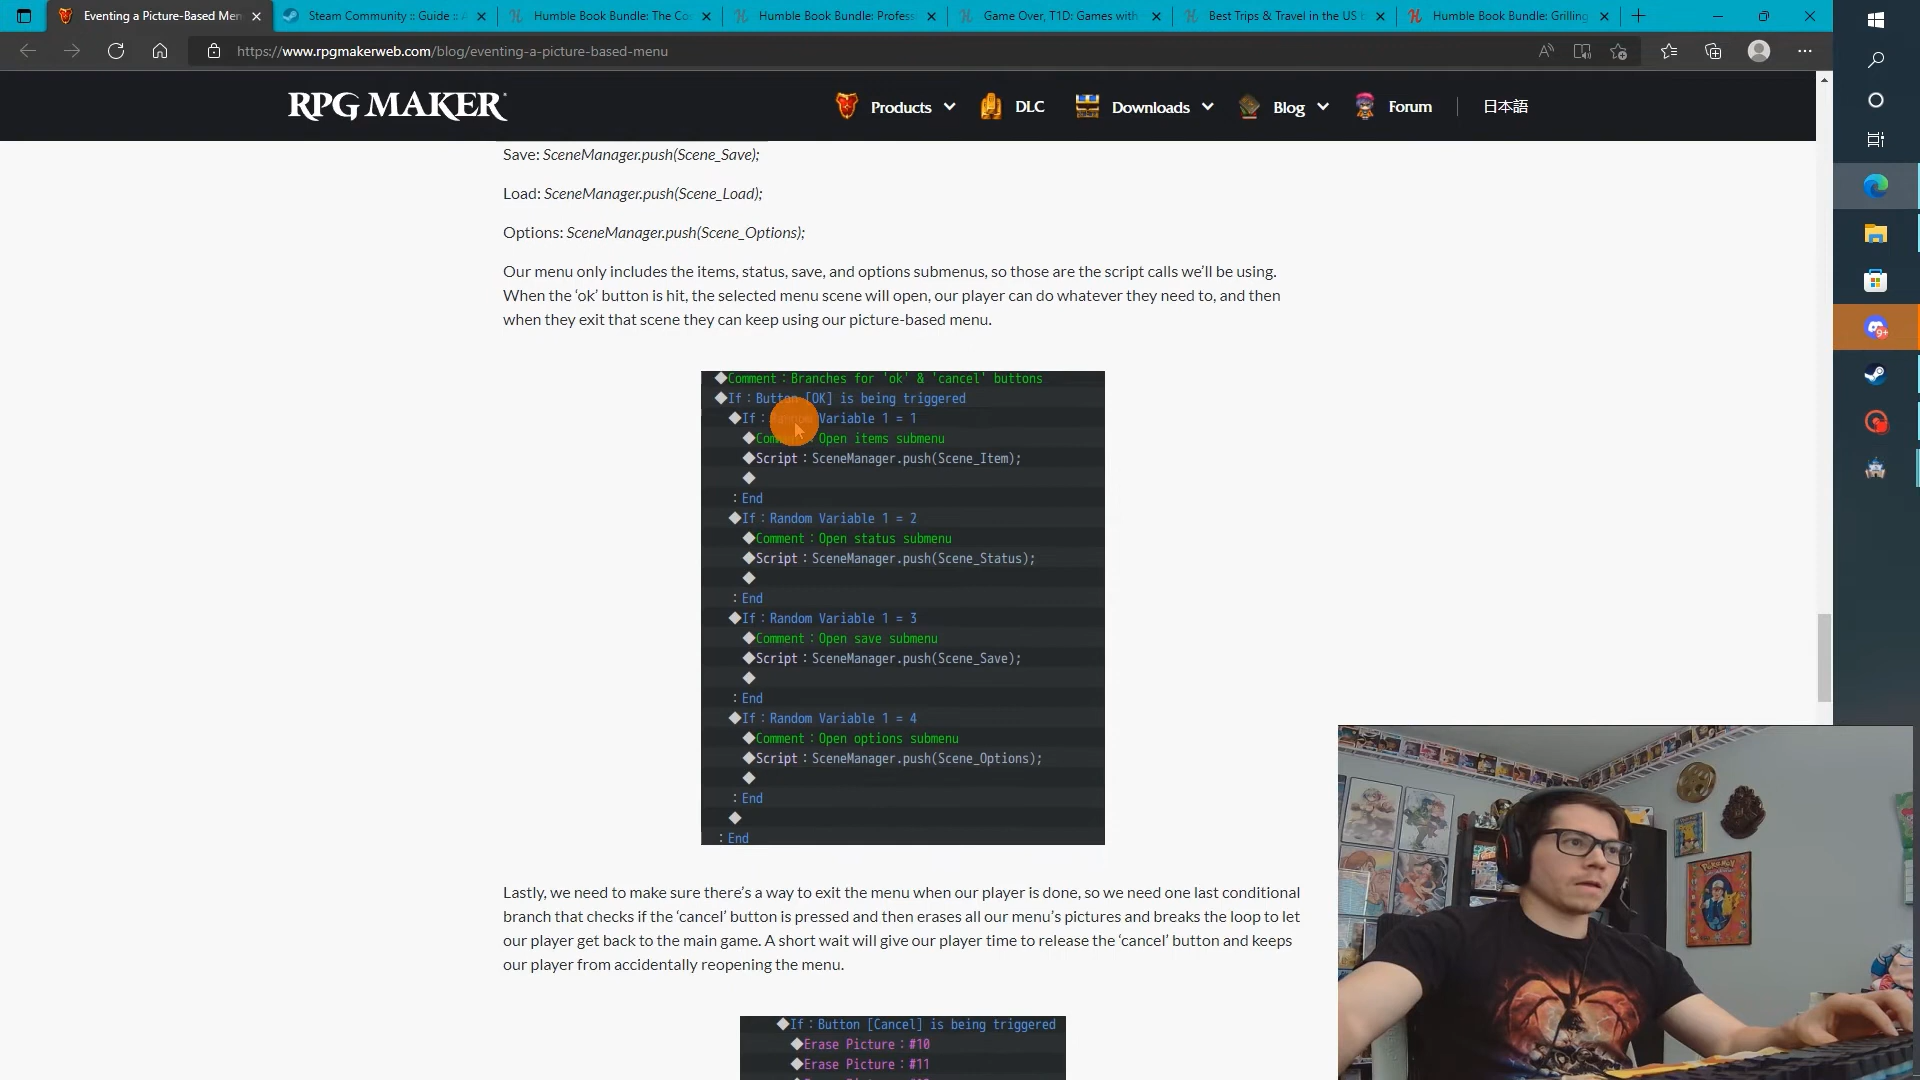 Eventing a Picture-Based Men
Steam Community :: Guide ::
Humble Book Bundle: The Co
Humble Book Bundle: Profess
Game Over, T1D: Games with
Best Trips & Travel in the US
Humble Book Bundle: Grilling
https://www.rpgmakerweb.com/blog/eventing-a-picture-based-menu
RPG MAKER
Products
DLC
Downloads
Blog
Forum
日本語
Save: SceneManager.push(Scene_Save);
Load: SceneManager.push(Scene_Load);
Options: SceneManager.push(Scene_Options);
Our menu only includes the items, status, save, and options submenus, so those are the script calls we’ll be using.
When the ‘ok’ button is hit, the selected menu scene will open, our player can do whatever they need to, and then
when they exit that scene they can keep using our picture-based menu.
◆Comment：Branches for 'ok' & 'cancel' buttons
◆If：Button [OK] is being triggered
◆If：Random Variable 1 = 1
◆Comment：Open items submenu
◆Script：SceneManager.push(Scene_Item);
◆
：End
◆If：Random Variable 1 = 2
◆Comment：Open status submenu
◆Script：SceneManager.push(Scene_Status);
◆
：End
◆If：Random Variable 1 = 3
◆Comment：Open save submenu
◆Script：SceneManager.push(Scene_Save);
◆
：End
◆If：Random Variable 1 = 4
◆Comment：Open options submenu
◆Script：SceneManager.push(Scene_Options);
◆
：End
◆
：End
Lastly, we need to make sure there’s a way to exit the menu when our player is done, so we need one last conditional
branch that checks if the ‘cancel’ button is pressed and then erases all our menu’s pictures and breaks the loop to let
our player get back to the main game. A short wait will give our player time to release the ‘cancel’ button and keeps
our player from accidentally reopening the menu.
◆If：Button [Cancel] is being triggered
◆Erase Picture：#10
◆Erase Picture：#11
9+